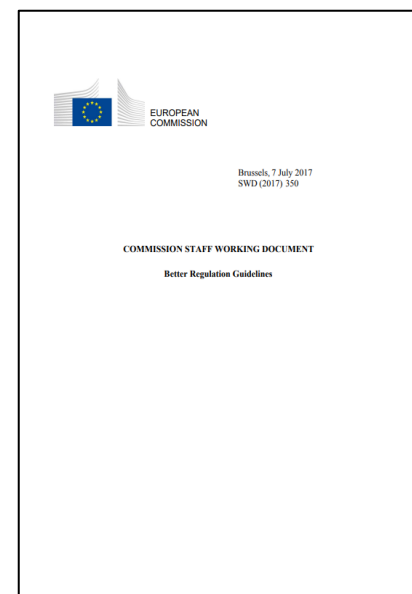 EUROPEAN
COMMISSION
Brussels, 7 July 2017
SWD (2017) 350
COMMISSION STAFF WORKING DOCUMENT
Better Regulation Guidelines